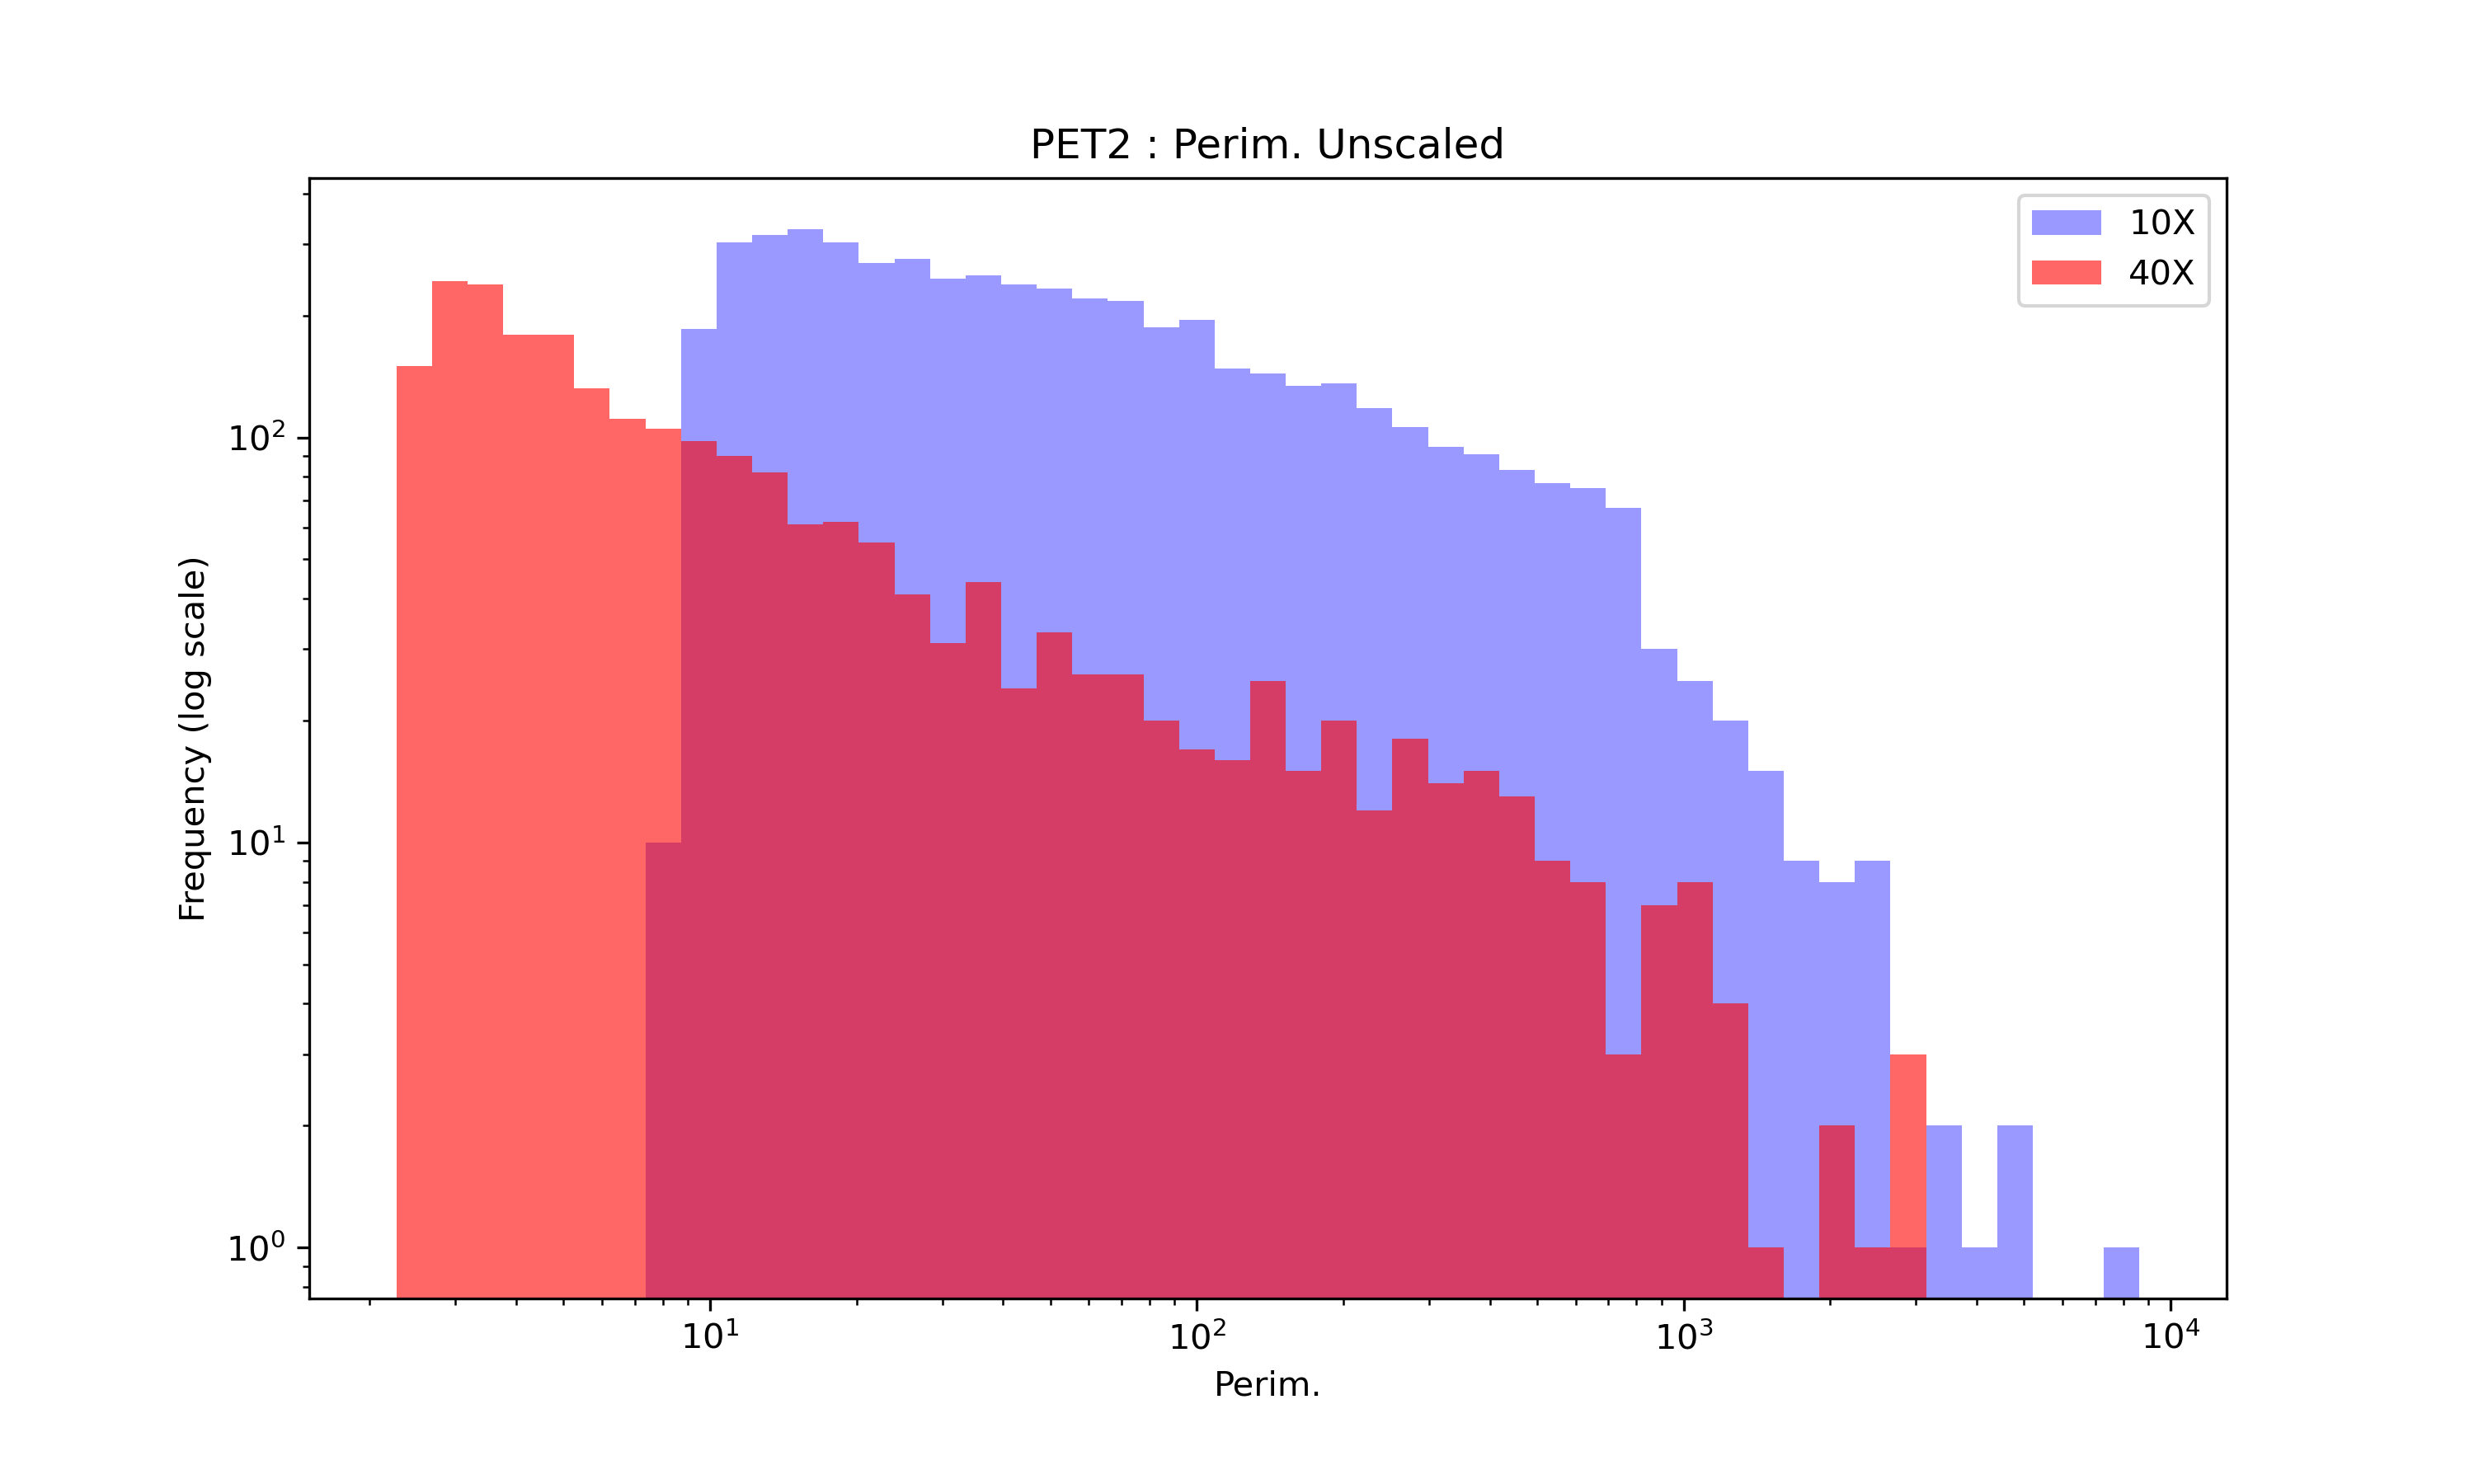 PET2 : Perim. Unscaled
10X
40X
Frequency (log scale)
10²
10¹
10⁰
10¹ 10² 10³ 10⁴
Perim.